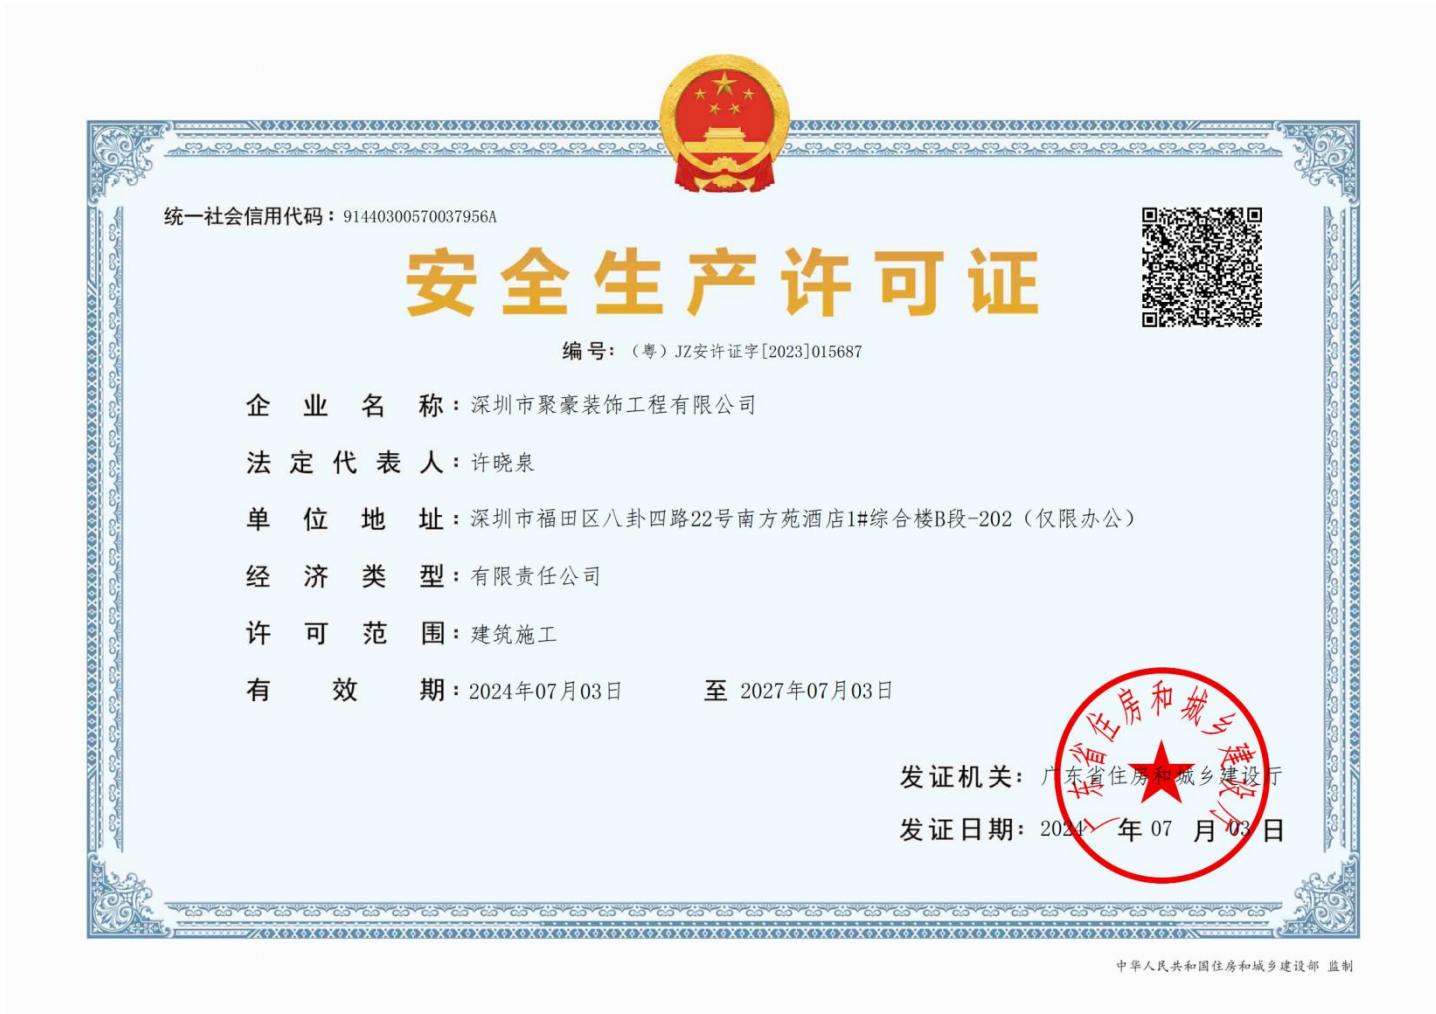 统一社会信用代码：91440300570037956A
安全生产许可证
编号：（粤）JZ安许证字[2023]015687
企业名称：深圳市聚豪装饰工程有限公司
法定代表人：许晓泉
单位地址：深圳市福田区八卦四路22号南方苑酒店1#综合楼B段-202（仅限办公）
经济类型：有限责任公司
许可范围：建筑施工
有效期：2024年07月03日 至 2027年07月03日
发证机关：广东省住房和城乡建设厅
发证日期：2024 年 07 月 03 日
广东省住房和城乡建设厅
中华人民共和国住房和城乡建设部 监制